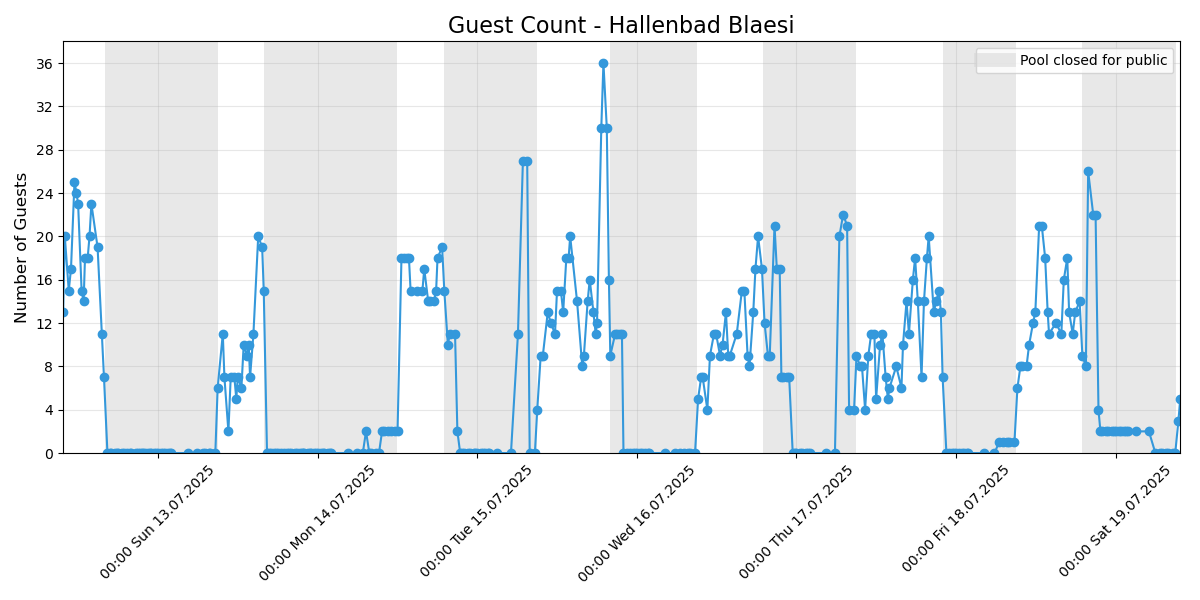 Guest Count - Hallenbad Blaesi
Pool closed for public
Number of Guests
36
32
28
24
20
16
12
8
4
0
00:00 Sun 13.07.2025
00:00 Mon 14.07.2025
00:00 Tue 15.07.2025
00:00 Wed 16.07.2025
00:00 Thu 17.07.2025
00:00 Fri 18.07.2025
00:00 Sat 19.07.2025